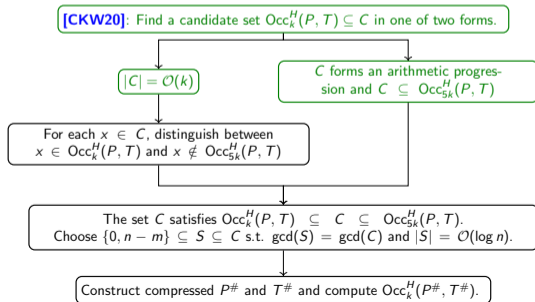 [CKW20]: Find a candidate set Occ_k^H(P, T) ⊆ C in one of two forms.
|C| = 𝒪(k)
C forms an arithmetic progres-
sion and C ⊆ Occ_{5k}^H(P, T)
For each x ∈ C, distinguish between
x ∈ Occ_k^H(P, T) and x ∉ Occ_{5k}^H(P, T)
The set C satisfies Occ_k^H(P, T) ⊆ C ⊆ Occ_{5k}^H(P, T).
Choose {0, n − m} ⊆ S ⊆ C s.t. gcd(S) = gcd(C) and |S| = 𝒪(log n).
Construct compressed P^# and T^# and compute Occ_k^H(P^#, T^#).